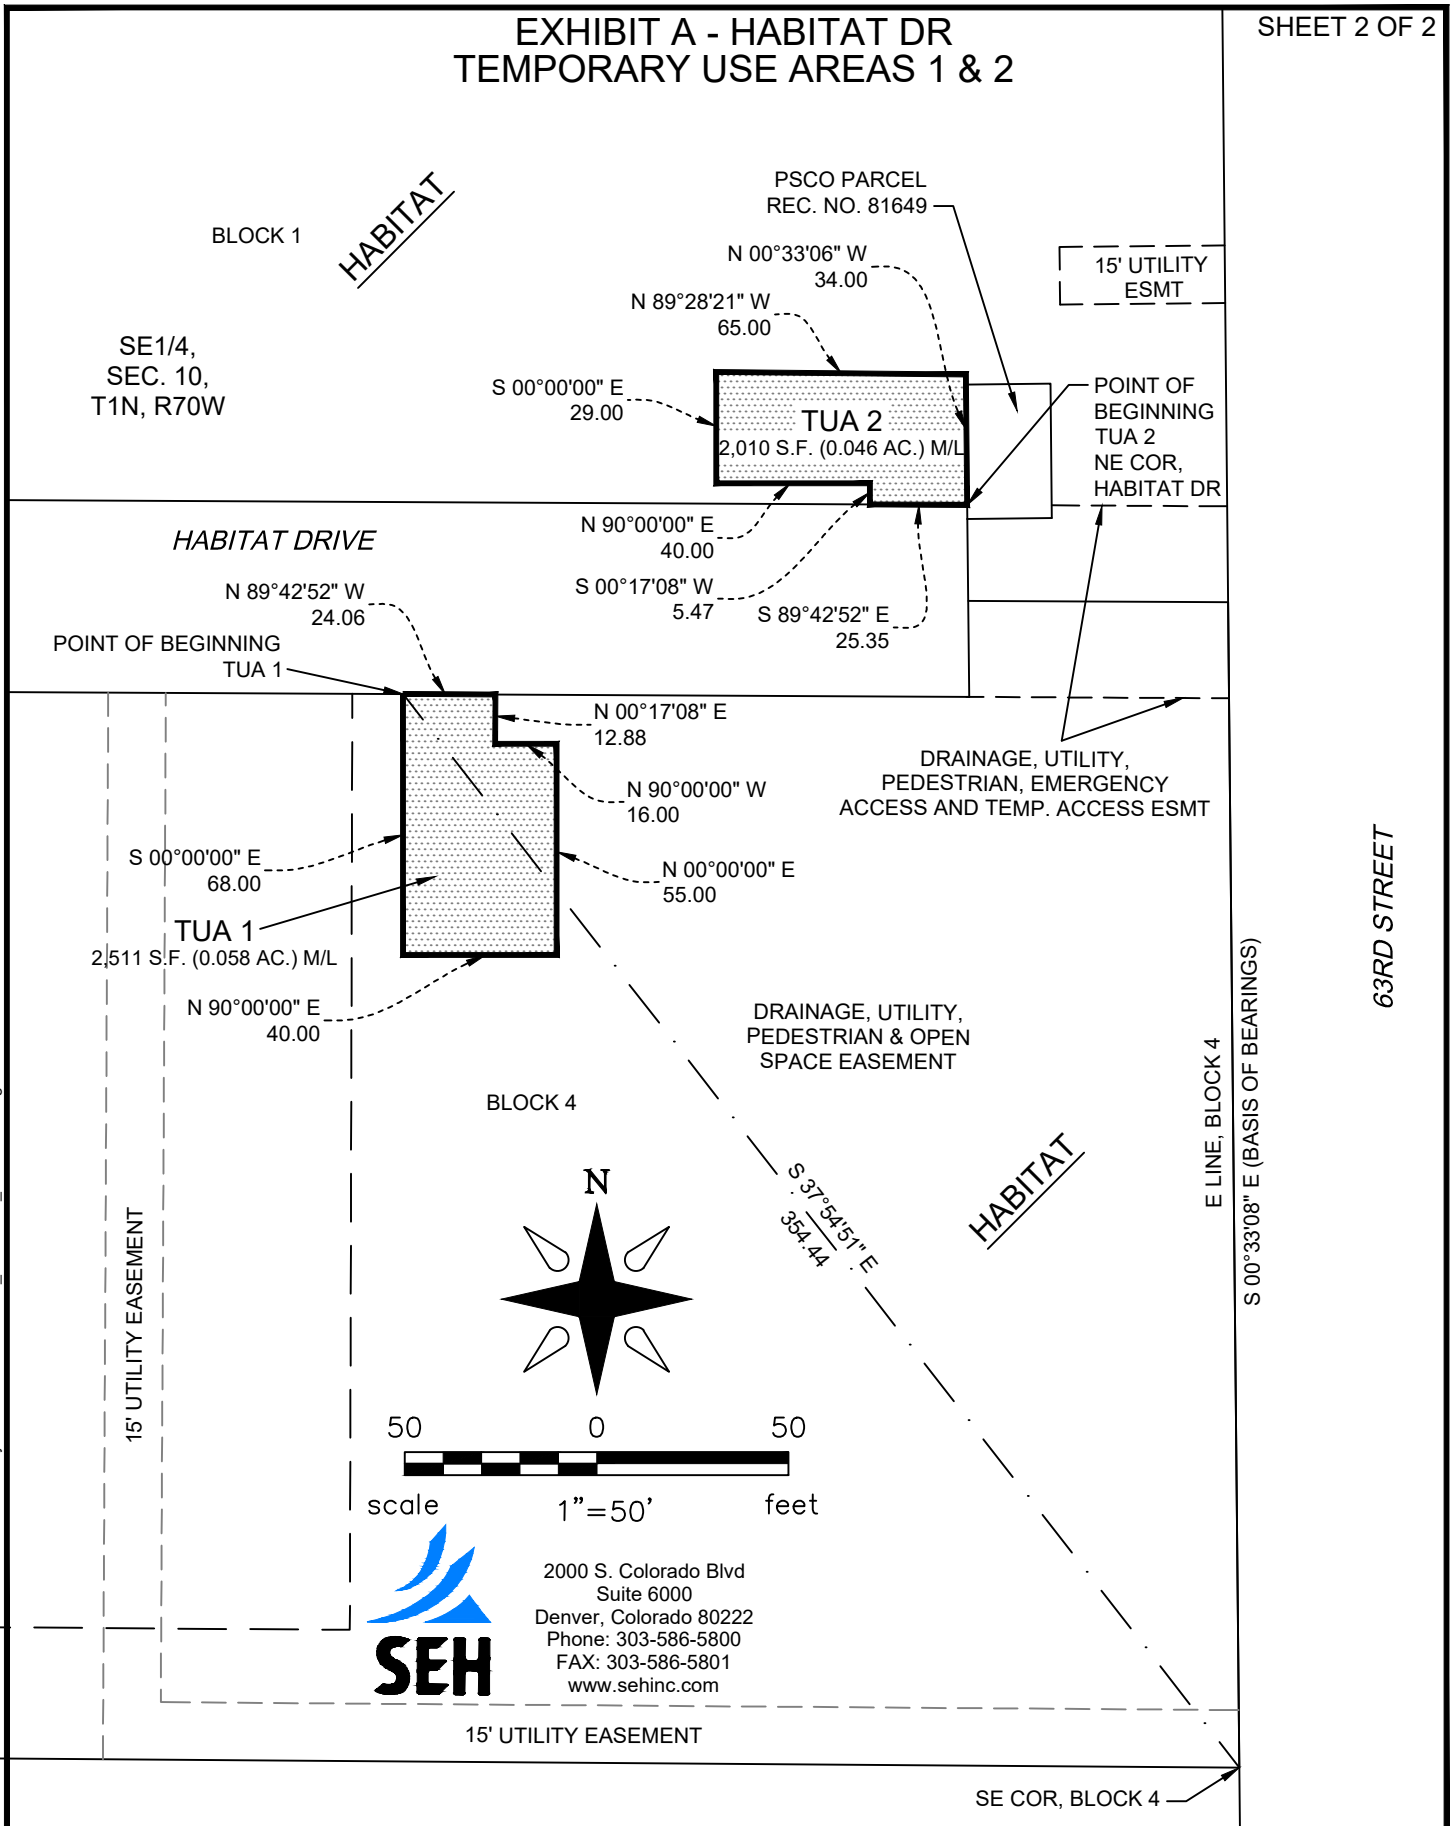 EXHIBIT A - HABITAT DR
TEMPORARY USE AREAS 1 & 2
SHEET 2 OF 2
BLOCK 1
HABITAT
SE1/4,
SEC. 10,
T1N, R70W
PSCO PARCEL
REC. NO. 81649
N 00°33'06" W
34.00
15' UTILITY
ESMT
N 89°28'21" W
65.00
S 00°00'00" E
29.00
TUA 2
2,010 S.F. (0.046 AC.) M/L
POINT OF
BEGINNING
TUA 2
NE COR,
HABITAT DR
HABITAT DRIVE
N 90°00'00" E
40.00
S 00°17'08" W
5.47
S 89°42'52" E
25.35
N 89°42'52" W
24.06
POINT OF BEGINNING
TUA 1
N 00°17'08" E
12.88
N 90°00'00" W
16.00
DRAINAGE, UTILITY,
PEDESTRIAN, EMERGENCY
ACCESS AND TEMP. ACCESS ESMT
S 00°00'00" E
68.00
N 00°00'00" E
55.00
TUA 1
2,511 S.F. (0.058 AC.) M/L
N 90°00'00" E
40.00
63RD STREET
DRAINAGE, UTILITY,
PEDESTRIAN & OPEN
SPACE EASEMENT
BLOCK 4
E LINE, BLOCK 4
S 00°33'08" E (BASIS OF BEARINGS)
HABITAT
N
S 37°54'51" E
354.44
15' UTILITY EASEMENT
50 0 50
scale 1"=50' feet
SEH
2000 S. Colorado Blvd
Suite 6000
Denver, Colorado 80222
Phone: 303-586-5800
FAX: 303-586-5801
www.sehinc.com
15' UTILITY EASEMENT
SE COR, BLOCK 4